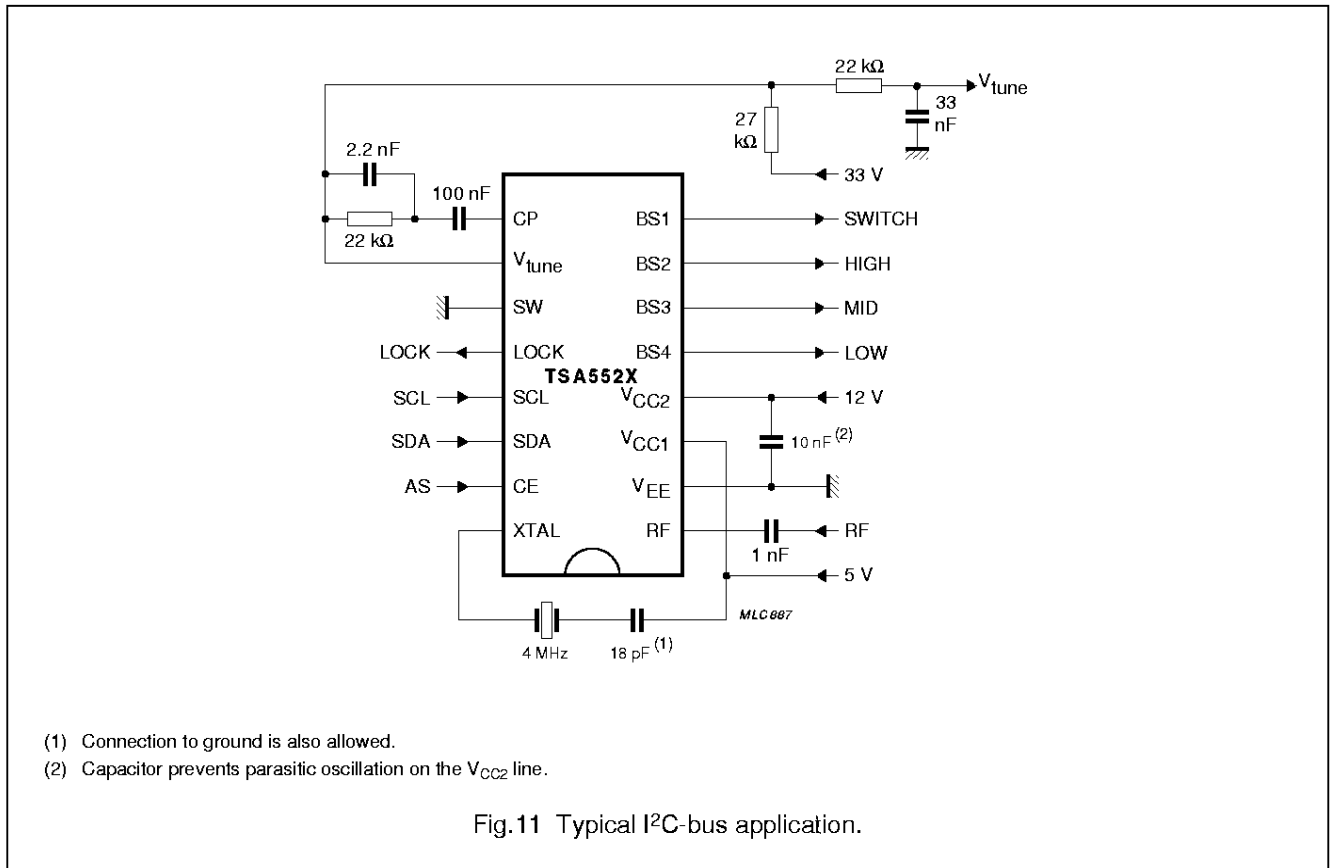 22 kΩ
V_tune
33 nF
27 kΩ
2.2 nF
33 V
100 nF
22 kΩ
CP
BS1
SWITCH
V_tune
BS2
HIGH
SW
BS3
MID
LOCK
LOCK
BS4
LOW
TSA552X
SCL
SCL
V_CC2
12 V
SDA
SDA
V_CC1
10 nF (2)
AS
CE
V_EE
XTAL
RF
RF
1 nF
5 V
MLC887
4 MHz
18 pF (1)
(1) Connection to ground is also allowed.
(2) Capacitor prevents parasitic oscillation on the V_CC2 line.
Fig.11 Typical I²C-bus application.